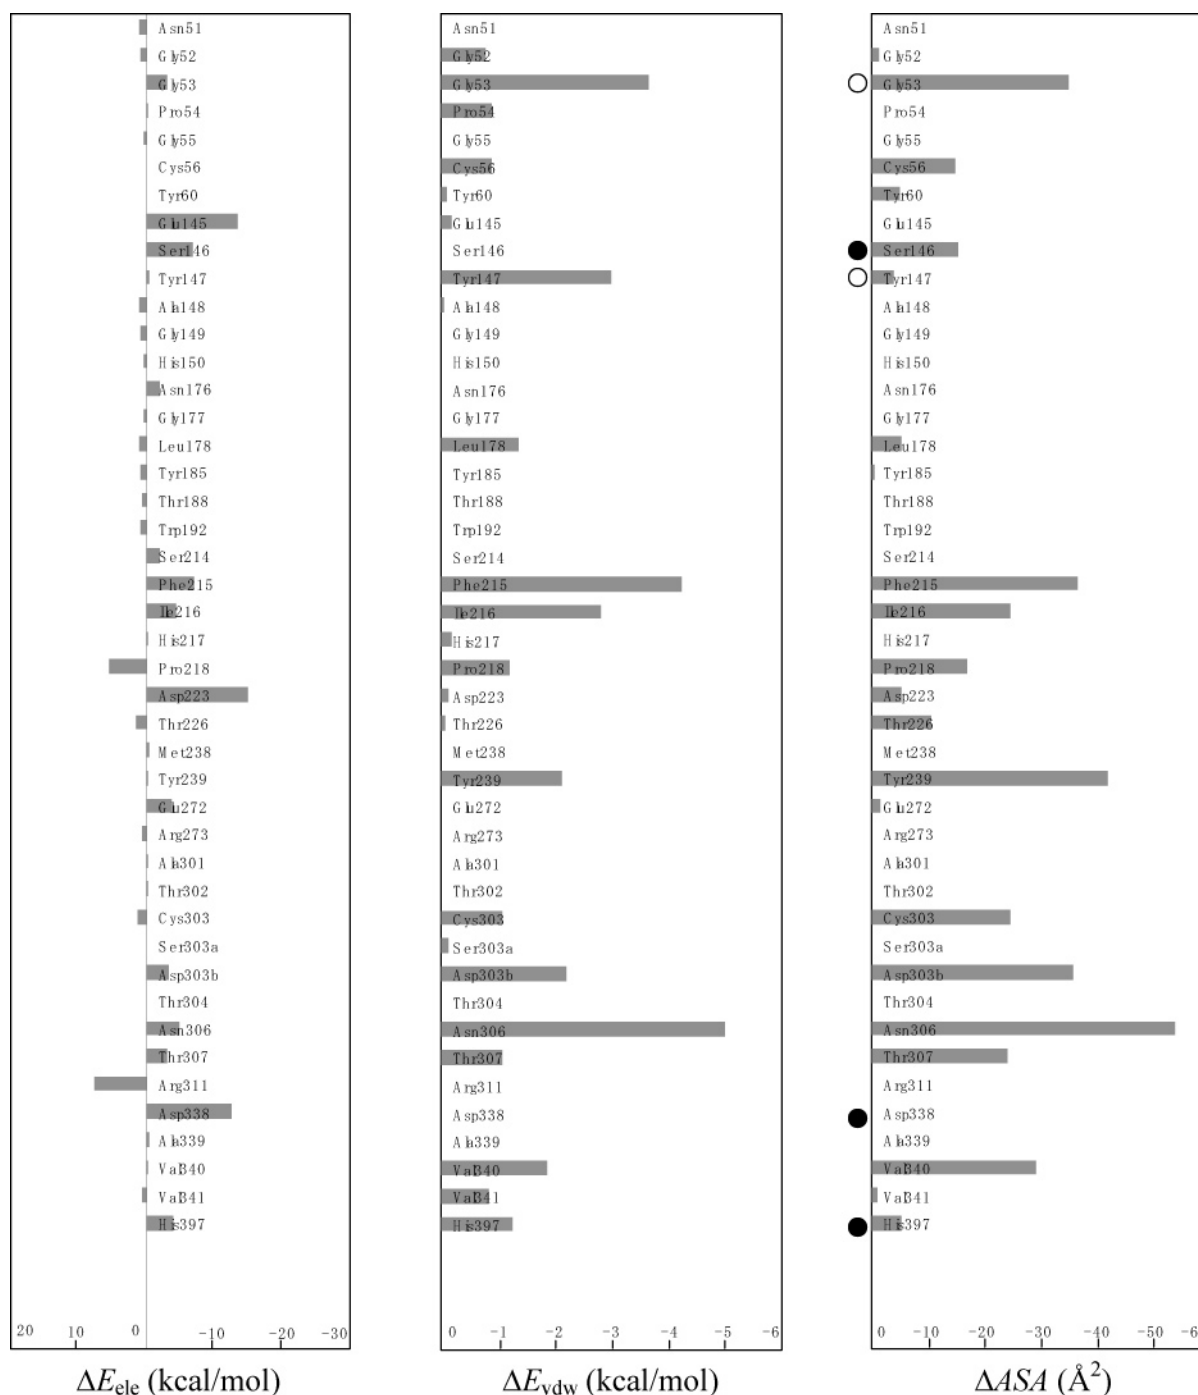 Asn51
Gly52
Gly53
Pro54
Gly55
Cys56
Tyr60
Glu145
Ser146
Tyr147
Ala148
Gly149
His150
Asn176
Gly177
Leu178
Tyr185
Thr188
Trp192
Ser214
Phe215
Ile216
His217
Pro218
Asp223
Thr226
Met238
Tyr239
Glu272
Arg273
Ala301
Thr302
Cys303
Ser303a
Asp303b
Thr304
Asn306
Thr307
Arg311
Asp338
Ala339
Val340
Val341
His397
20 10 0 -10 -20 -30
ΔE_ele (kcal/mol)
Asn51
Gly52
Gly53
Pro54
Gly55
Cys56
Tyr60
Glu145
Ser146
Tyr147
Ala148
Gly149
His150
Asn176
Gly177
Leu178
Tyr185
Thr188
Trp192
Ser214
Phe215
Ile216
His217
Pro218
Asp223
Thr226
Met238
Tyr239
Glu272
Arg273
Ala301
Thr302
Cys303
Ser303a
Asp303b
Thr304
Asn306
Thr307
Arg311
Asp338
Ala339
Val340
Val341
His397
0 -1 -2 -3 -4 -5 -6
ΔE_vdw (kcal/mol)
Asn51
Gly52
Gly53
Pro54
Gly55
Cys56
Tyr60
Glu145
Ser146
Tyr147
Ala148
Gly149
His150
Asn176
Gly177
Leu178
Tyr185
Thr188
Trp192
Ser214
Phe215
Ile216
His217
Pro218
Asp223
Thr226
Met238
Tyr239
Glu272
Arg273
Ala301
Thr302
Cys303
Ser303a
Asp303b
Thr304
Asn306
Thr307
Arg311
Asp338
Ala339
Val340
Val341
His397
0 -10 -20 -30 -40 -50 -6
ΔASA (Å²)